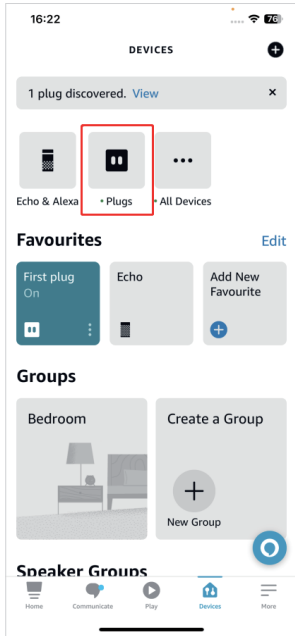 16:22
76
DEVICES
1 plug discovered. View
Echo & Alexa
Plugs
All Devices
Favourites
Edit
First plug
On
Echo
Add New
Favourite
Groups
Bedroom
Create a Group
New Group
Speaker Groups
Home
Communicate
Play
Devices
More